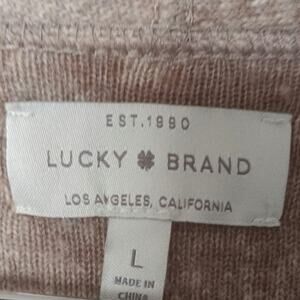 EST.1990
LUCKY BRAND
LOS ANGELES, CALIFORNIA
L
MADE IN
CHINA